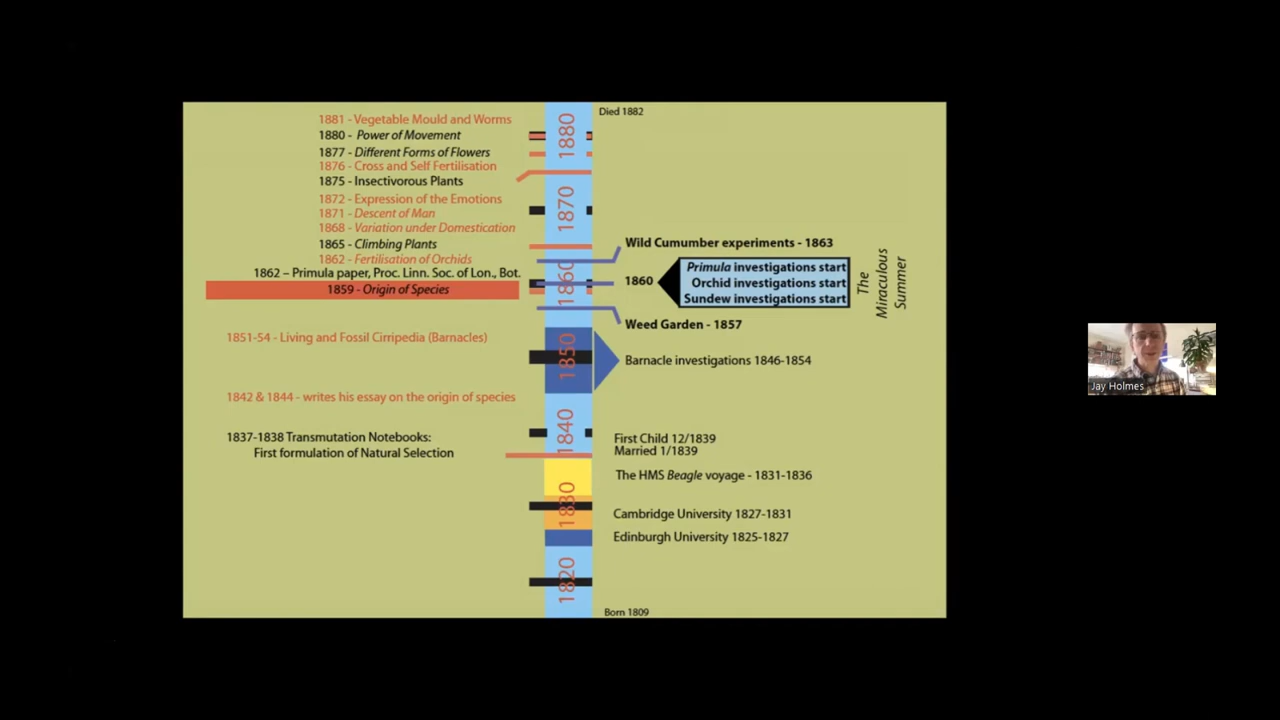 Died 1882
1881 - Vegetable Mould and Worms
1880 - Power of Movement
1877 - Different Forms of Flowers
1876 - Cross and Self Fertilisation
1875 - Insectivorous Plants
1872 - Expression of the Emotions
1871 - Descent of Man
1868 - Variation under Domestication
1865 - Climbing Plants
1862 - Fertilisation of Orchids
1862 – Primula paper, Proc. Linn. Soc. of Lon., Bot.
1859 - Origin of Species
1851-54 - Living and Fossil Cirripedia (Barnacles)
1842 & 1844 - writes his essay on the origin of species
1837-1838 Transmutation Notebooks:
First formulation of Natural Selection
1880
1870
1860
1850
1840
1830
1820
Wild Cumumber experiments - 1863
1860
Primula investigations start
Orchid investigations start
Sundew investigations start
The
Miraculous
Summer
Weed Garden - 1857
Barnacle investigations 1846-1854
First Child 12/1839
Married 1/1839
The HMS Beagle voyage - 1831-1836
Cambridge University 1827-1831
Edinburgh University 1825-1827
Born 1809
Jay Holmes